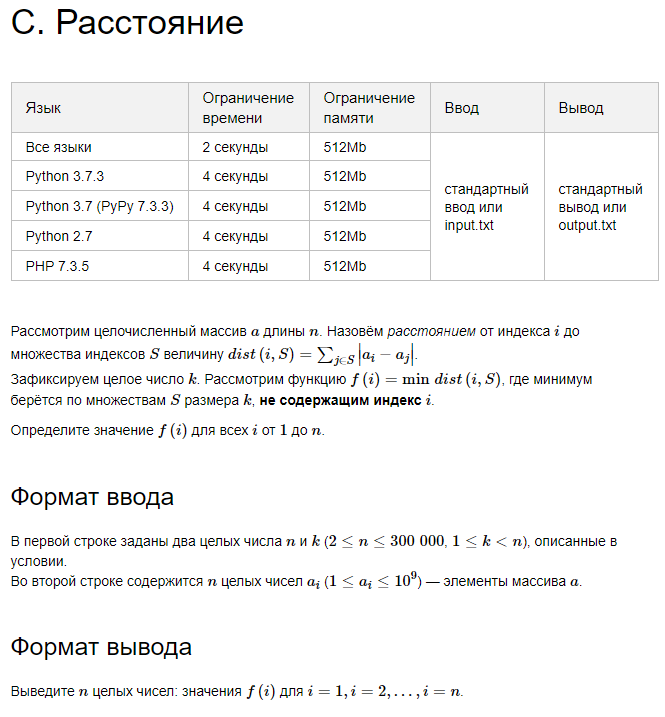 C. Расстояние
Язык Ограничение времени Ограничение памяти Ввод Вывод
Все языки 2 секунды 512Mb стандартный ввод или input.txt стандартный вывод или output.txt
Python 3.7.3 4 секунды 512Mb
Python 3.7 (PyPy 7.3.3) 4 секунды 512Mb
Python 2.7 4 секунды 512Mb
PHP 7.3.5 4 секунды 512Mb
Рассмотрим целочисленный массив a длины n. Назовём расстоянием от индекса i до
множества индексов S величину dist (i, S) = ∑_{j∈S} |a_i − a_j|.
Зафиксируем целое число k. Рассмотрим функцию f (i) = min dist (i, S), где минимум
берётся по множествам S размера k, не содержащим индекс i.
Определите значение f (i) для всех i от 1 до n.
Формат ввода
В первой строке заданы два целых числа n и k (2 ≤ n ≤ 300 000, 1 ≤ k < n), описанные в
условии.
Во второй строке содержится n целых чисел a_i (1 ≤ a_i ≤ 10^9) — элементы массива a.
Формат вывода
Выведите n целых чисел: значения f (i) для i = 1, i = 2, . . . , i = n.